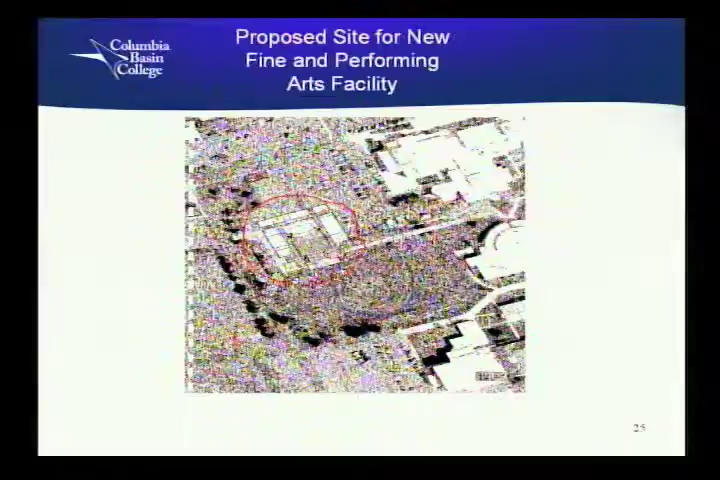 Columbia
Basin
College
Proposed Site for New
Fine and Performing
Arts Facility
25